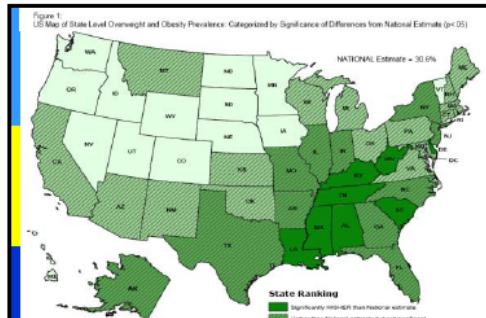 Figure 1:
US Map of State Level Overweight and Obesity Prevalence: Categorized by Significance of Differences from National Estimate (p<.05)
NATIONAL Estimate = 30.6%
WA
MT
ND
MN
ME
OR
ID
SD
WI
MI
VT
NH
NY
WY
IA
NE
PA
RI
NJ
NV
UT
CO
IL
IN
OH
DE
DC
CA
KS
MO
WV
VA
KY
AZ
NM
OK
AR
TN
NC
SC
TX
LA
MS
AL
GA
FL
AK
State Ranking
Significantly HIGHER than National estimate